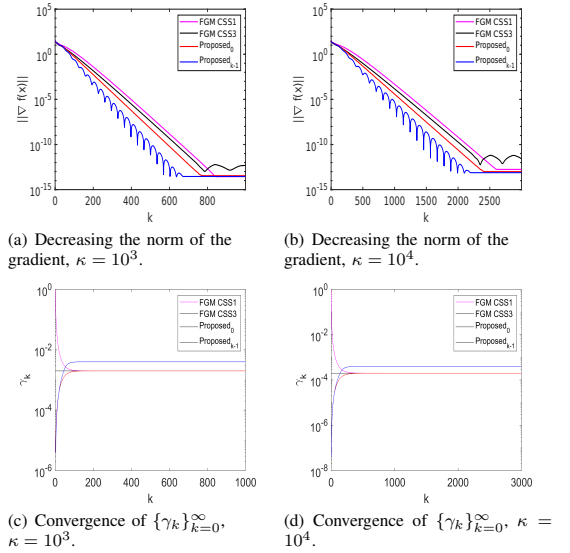 10^5
10^0
10^-5
10^-10
10^-15
||∇ f(x)||
FGM CSS1
FGM CSS3
Proposed_0
Proposed_k-1
0 200 400 600 800
k
(a) Decreasing the norm of the
gradient, κ = 10^3.
10^5
10^0
10^-5
10^-10
10^-15
||∇ f(x)||
FGM CSS1
FGM CSS3
Proposed_0
Proposed_k-1
0 500 1000 1500 2000 2500
k
(b) Decreasing the norm of the
gradient, κ = 10^4.
10^0
10^-2
10^-4
10^-6
γ_k
FGM CSS1
FGM CSS3
Proposed_0
Proposed_k-1
0 200 400 600 800 1000
k
(c) Convergence of {γ_k}_{k=0}^∞,
κ = 10^3.
10^0
10^-2
10^-4
10^-6
10^-8
γ_k
FGM CSS1
FGM CSS3
Proposed_0
Proposed_k-1
0 1000 2000 3000
k
(d) Convergence of {γ_k}_{k=0}^∞, κ =
10^4.